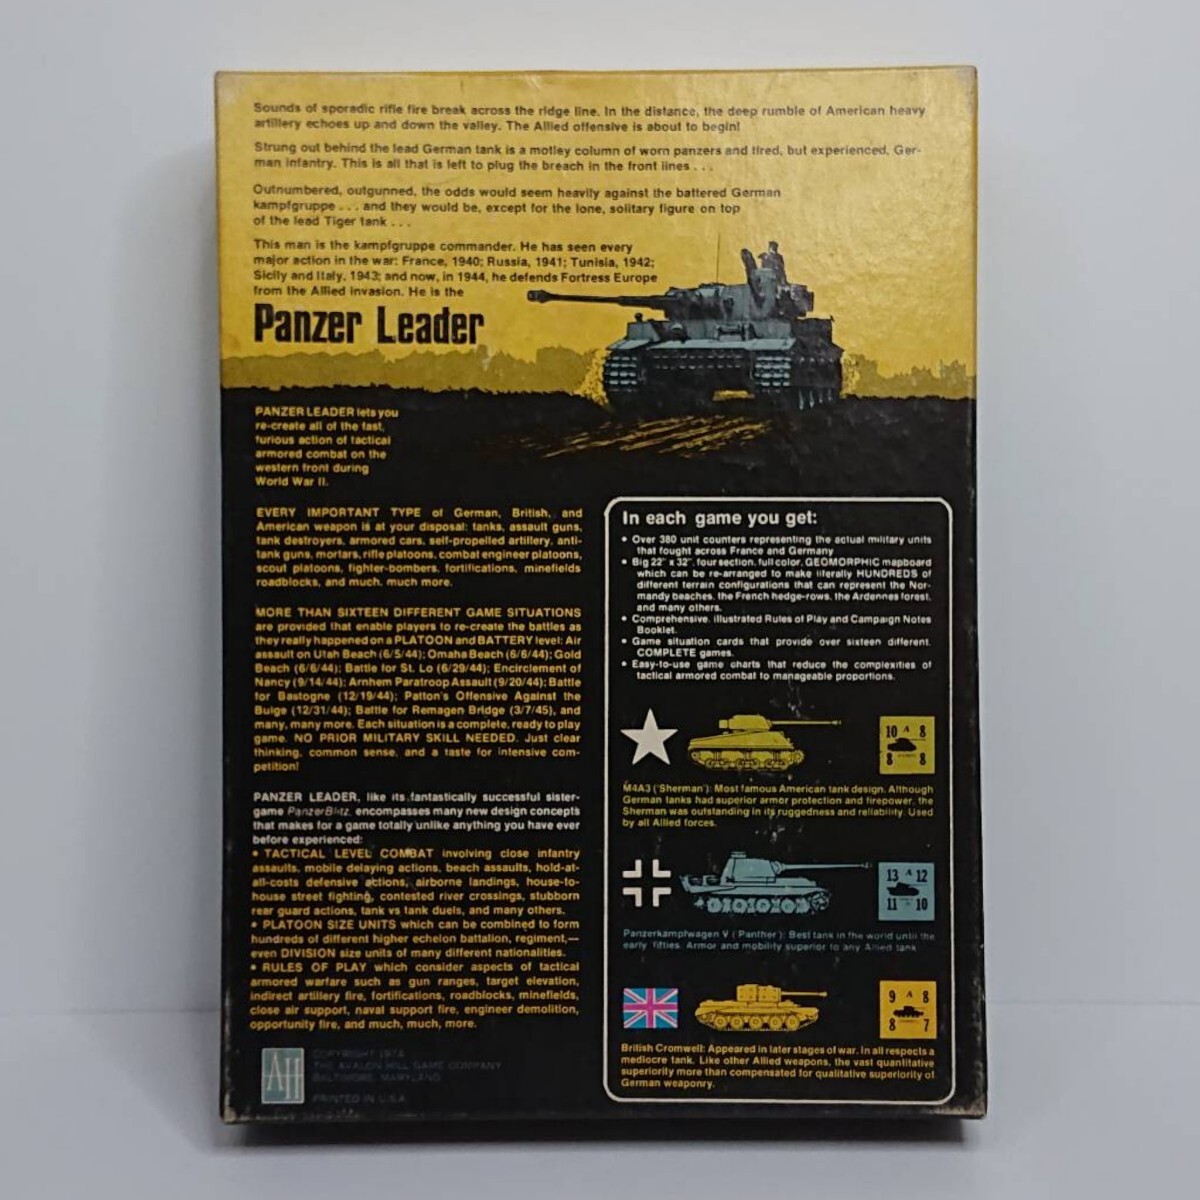 Sounds of sporadic rifle fire break across the ridge line. In the distance, the deep rumble of American heavy
artillery echoes up and down the valley. The Allied offensive is about to begin!
Strung out behind the lead German tank is a motley column of worn panzers and tired, but experienced, Ger-
man infantry. This is all that is left to plug the breach in the front lines . . .
Outnumbered, outgunned, the odds would seem heavily against the battered German
kampfgruppe . . . and they would be, except for the lone, solitary figure on top
of the lead Tiger tank . . .
This man is the kampfgruppe commander. He has seen every
major action in the war: France, 1940; Russia, 1941; Tunisia, 1942;
Sicily and Italy, 1943; and now, in 1944, he defends Fortress Europe
from the Allied invasion. He is the
Panzer Leader
PANZER LEADER lets you
re-create all of the fast,
furious action of tactical
armored combat on the
western front during
World War II.
EVERY IMPORTANT TYPE of German, British, and
American weapon is at your disposal: tanks, assault guns,
tank destroyers, armored cars, self-propelled artillery, anti-
tank guns, mortars, rifle platoons, combat engineer platoons,
scout platoons, fighter-bombers, fortifications, minefields
roadblocks, and much, much more.
MORE THAN SIXTEEN DIFFERENT GAME SITUATIONS
are provided that enable players to re-create the battles as
they really happened on a PLATOON and BATTERY level: Air
assault on Utah Beach (6/5/44); Omaha Beach (6/6/44); Gold
Beach (6/6/44); Battle for St. Lo (6/29/44); Encirclement of
Nancy (9/14/44); Arnhem Paratroop Assault (9/20/44); Battle
for Bastogne (12/19/44); Patton's Offensive Against the
Bulge (12/31/44); Battle for Remagen Bridge (3/7/45), and
many, many more. Each situation is a complete, ready to play
game. NO PRIOR MILITARY SKILL NEEDED. Just clear
thinking, common sense, and a taste for intensive com-
petition!
PANZER LEADER, like its fantastically successful sister-
game PanzerBlitz, encompasses many new design concepts
that makes for a game totally unlike anything you have ever
before experienced:
• TACTICAL LEVEL COMBAT involving close infantry
assaults, mobile delaying actions, beach assaults, hold-at-
all-costs defensive actions, airborne landings, house-to-
house street fighting, contested river crossings, stubborn
rear guard actions, tank vs tank duels, and many others.
• PLATOON SIZE UNITS which can be combined to form
hundreds of different higher echelon battalion, regiment,—
even DIVISION size units of many different nationalities.
• RULES OF PLAY which consider aspects of tactical
armored warfare such as gun ranges, target elevation,
indirect artillery fire, fortifications, roadblocks, minefields,
close air support, naval support fire, engineer demolition,
opportunity fire, and much, much, more.
AH
COPYRIGHT 1974
THE AVALON HILL GAME COMPANY
BALTIMORE, MARYLAND
PRINTED IN U.S.A.
In each game you get:
• Over 380 unit counters representing the actual military units
that fought across France and Germany
• Big 22" x 32", four section, full color, GEOMORPHIC mapboard
which can be re-arranged to make literally HUNDREDS of
different terrain configurations that can represent the Nor-
mandy beaches, the French hedge-rows, the Ardennes forest,
and many others.
• Comprehensive, illustrated Rules of Play and Campaign Notes
Booklet.
• Game situation cards that provide over sixteen different,
COMPLETE games.
• Easy-to-use game charts that reduce the complexities of
tactical armored combat to manageable proportions.
10 A 8
8 8
M4A3 ('Sherman'): Most famous American tank design. Although
German tanks had superior armor protection and firepower, the
Sherman was outstanding in its ruggedness and reliability. Used
by all Allied forces.
13 A 12
11 10
Panzerkampfwagen V ('Panther'): Best tank in the world until the
early 'fifties. Armor and mobility superior to any Allied tank
9 A 8
8 7
British Cromwell: Appeared in later stages of war. In all respects a
mediocre tank. Like other Allied weapons, the vast quantitative
superiority more than compensated for qualitative superiority of
German weaponry.